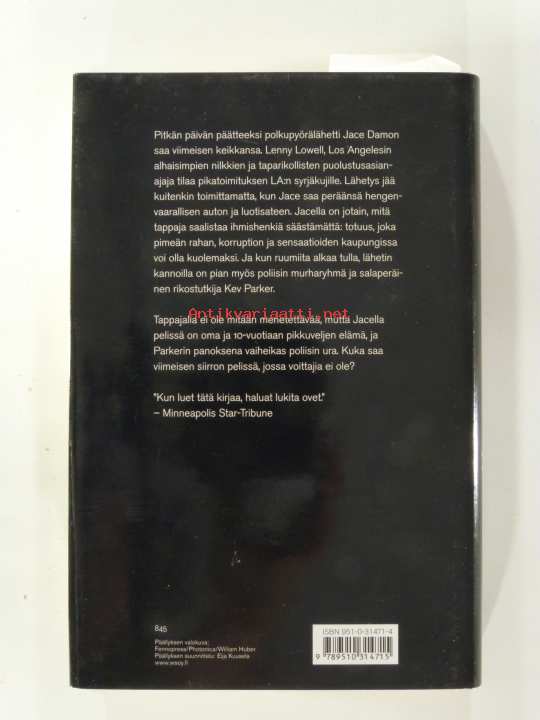 Pitkän päivän päätteeksi polkupyörälähetti Jace Damon
saa viimeisen keikkansa. Lenny Lowell, Los Angelesin
alhaisimpien nilkkien ja taparikollisten puolustusasian-
ajaja tilaa pikatoimituksen LA:n syrjäkujille. Lähetys jää
kuitenkin toimittamatta, kun Jace saa peräänsä hengen-
vaarallisen auton ja luotisateen. Jacella on jotain, mitä
tappaja saalistaa ihmishenkiä säästämättä: totuus, joka
pimeän rahan, korruption ja sensaatioiden kaupungissa
voi olla kuolemaksi. Ja kun ruumiita alkaa tulla, lähetin
kannoilla on pian myös poliisin murharyhmä ja salaperäi-
nen rikostutkija Kev Parker.
Antikvariaatti.net
Tappajalla ei ole mitään menetettävää, mutta Jacella
pelissä on oma ja 10-vuotiaan pikkuveljen elämä, ja
Parkerin panoksena vaiheikas poliisin ura. Kuka saa
viimeisen siirron pelissä, jossa voittajia ei ole?
"Kun luet tätä kirjaa, haluat lukita ovet."
– Minneapolis Star-Tribune
845
Päällyksen valokuva:
Fennopress/Photonica/William Huber
Päällyksen suunnittelu: Eija Kuusela
www.wsoy.fi
ISBN 951-0-31471-4
9 789510 314715